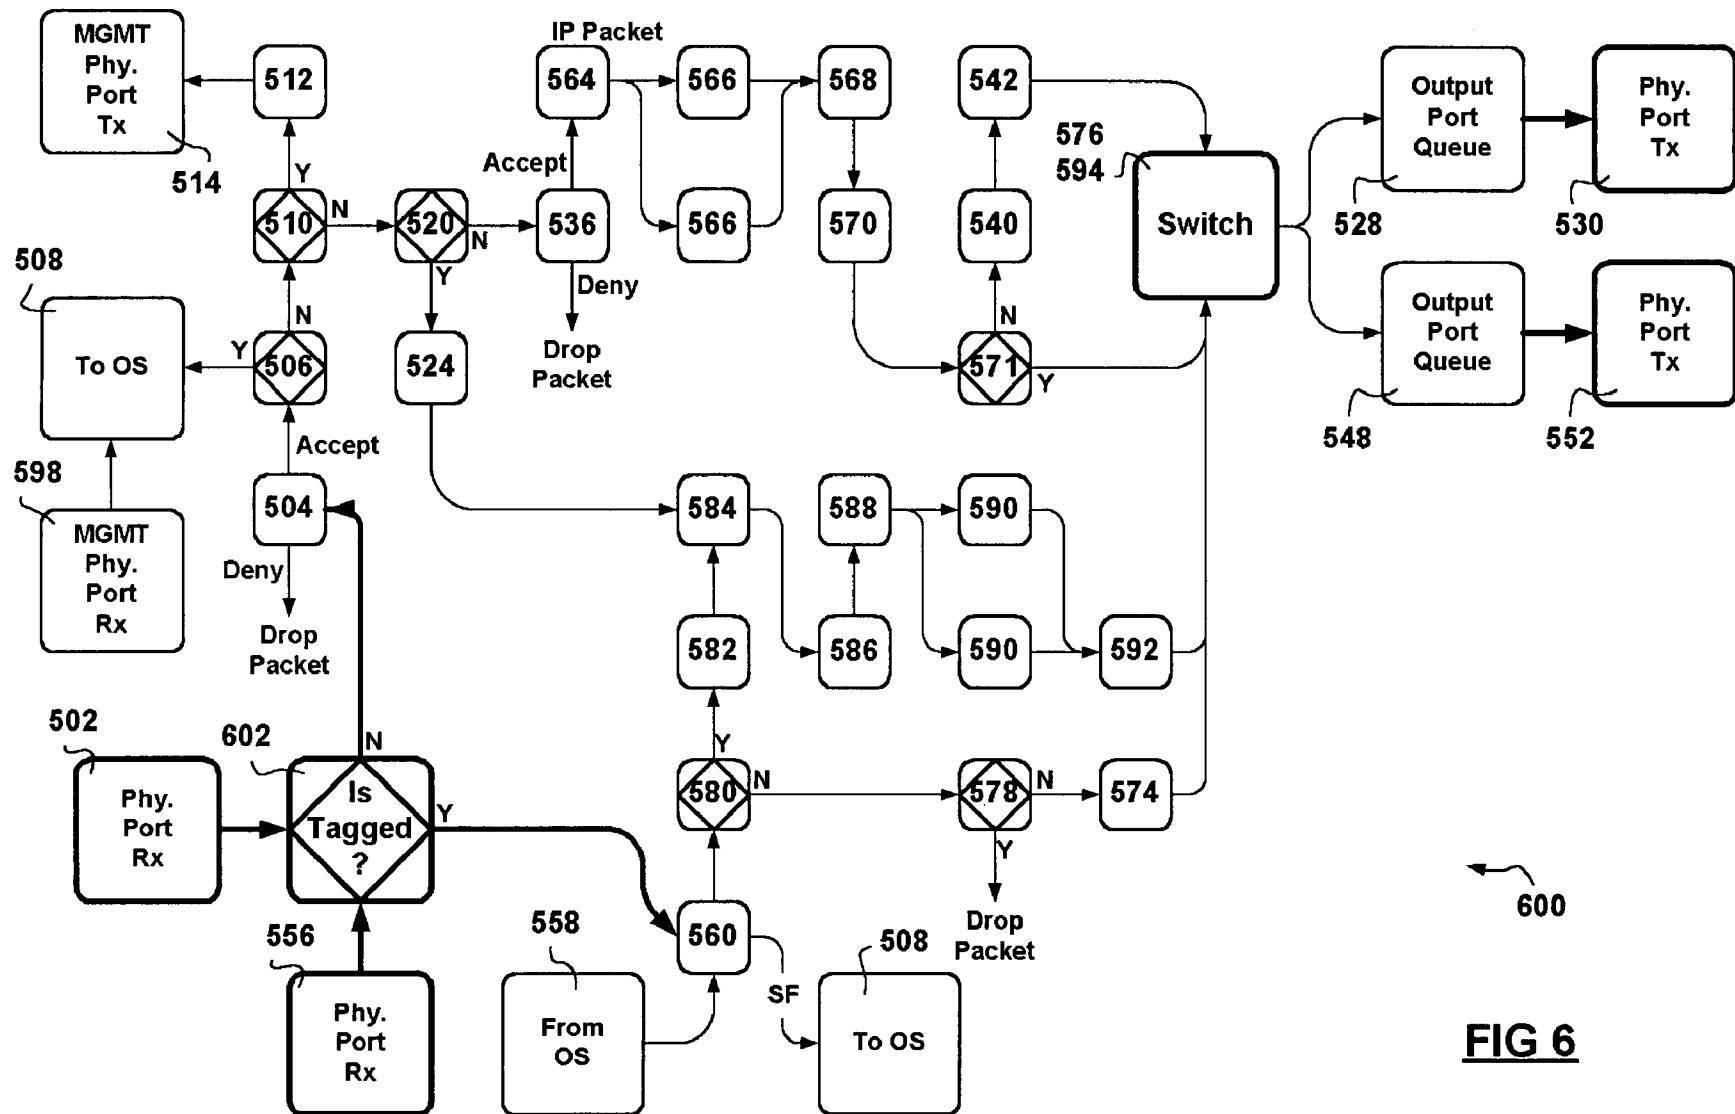 MGMT
Phy.
Port
Tx
514
512
Y
510
N
520
N
Y
IP Packet
564
Accept
536
Deny
Drop
Packet
566
566
568
570
542
540
N
571
Y
576
594
Switch
Output
Port
Queue
528
Phy.
Port
Tx
530
Output
Port
Queue
548
Phy.
Port
Tx
552
508
To OS
Y
N
506
Accept
524
598
MGMT
Phy.
Port
Rx
504
Deny
Drop
Packet
584
588
590
582
586
590
592
502
Phy.
Port
Rx
602
N
Is
Tagged
?
Y
Y
580
N
578
N
Y
574
Drop
Packet
556
Phy.
Port
Rx
558
From
OS
560
SF
508
To OS
600
FIG 6